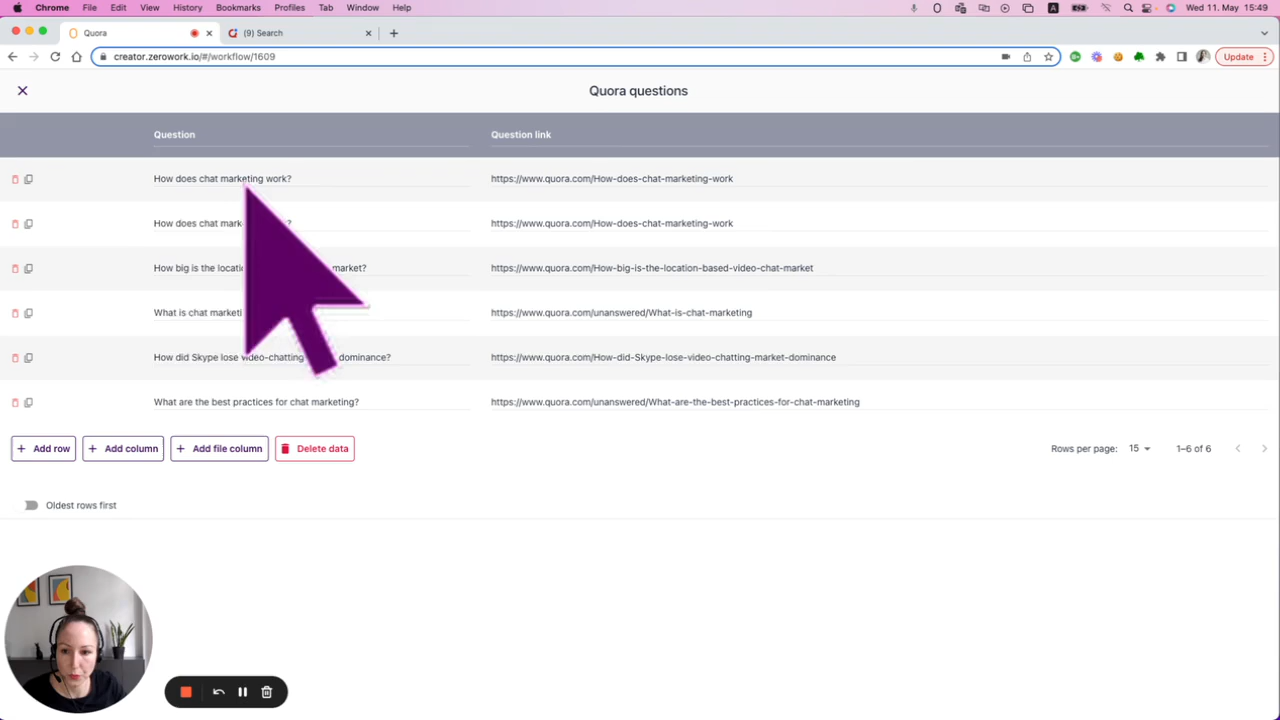 Chrome File Edit View History Bookmarks Profiles Tab Window Help Wed 11. May 15:49
Quora (9) Search
creator.zerowork.io/#/workflow/1609 Update
Quora questions
Question Question link
How does chat marketing work? https://www.quora.com/How-does-chat-marketing-work
How does chat ? https://www.quora.com/How-does-chat-marketing-work
How big is the market? https://www.quora.com/How-big-is-the-location-based-video-chat-market
What is chat https://www.quora.com/unanswered/What-is-chat-marketing
How did Skype lose video-chatting dominance? https://www.quora.com/How-did-Skype-lose-video-chatting-market-dominance
What are the best practices for chat marketing? https://www.quora.com/unanswered/What-are-the-best-practices-for-chat-marketing
+ Add row + Add column + Add file column Delete data Rows per page: 15 1–6 of 6
Oldest rows first